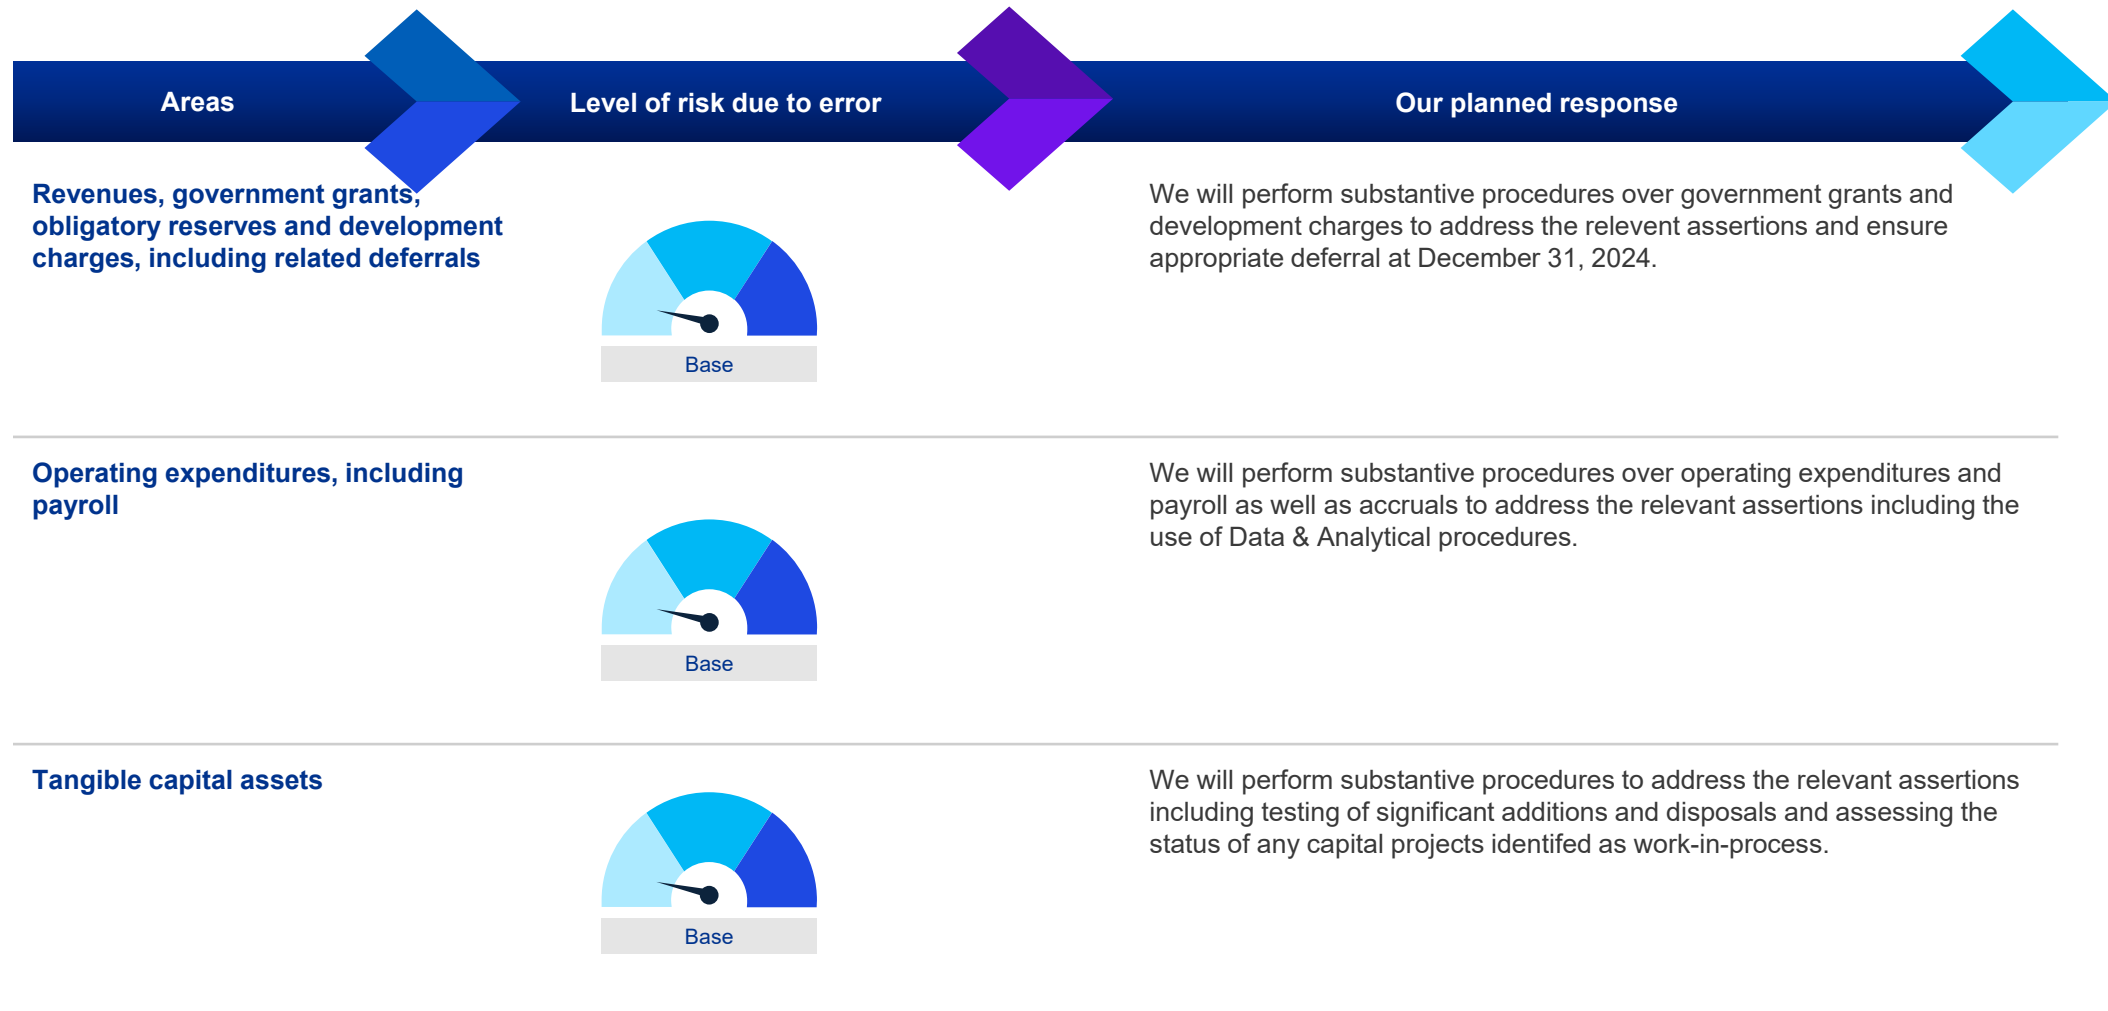 Areas
Level of risk due to error
Our planned response
Revenues, government grants,
obligatory reserves and development
charges, including related deferrals
Base
We will perform substantive procedures over government grants and
development charges to address the relevent assertions and ensure
appropriate deferral at December 31, 2024.
Operating expenditures, including
payroll
Base
We will perform substantive procedures over operating expenditures and
payroll as well as accruals to address the relevant assertions including the
use of Data & Analytical procedures.
Tangible capital assets
Base
We will perform substantive procedures to address the relevant assertions
including testing of significant additions and disposals and assessing the
status of any capital projects identifed as work-in-process.